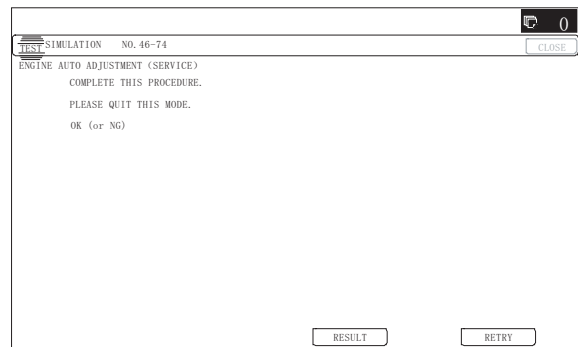 0
TEST SIMULATION NO. 46-74
CLOSE
ENGINE AUTO ADJUSTMENT (SERVICE)
COMPLETE THIS PROCEDURE.
PLEASE QUIT THIS MODE.
OK (or NG)
RESULT RETRY